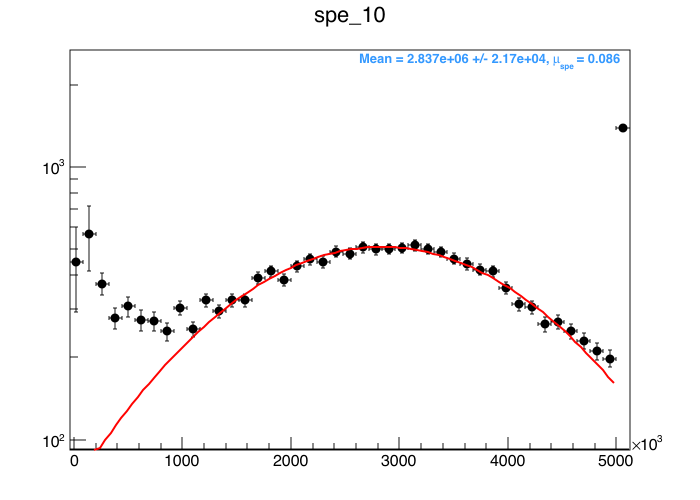 spe_10
Mean = 2.837e+06 +/- 2.17e+04, μspe = 0.086
10³
10²
0 1000 2000 3000 4000 5000 ×10³